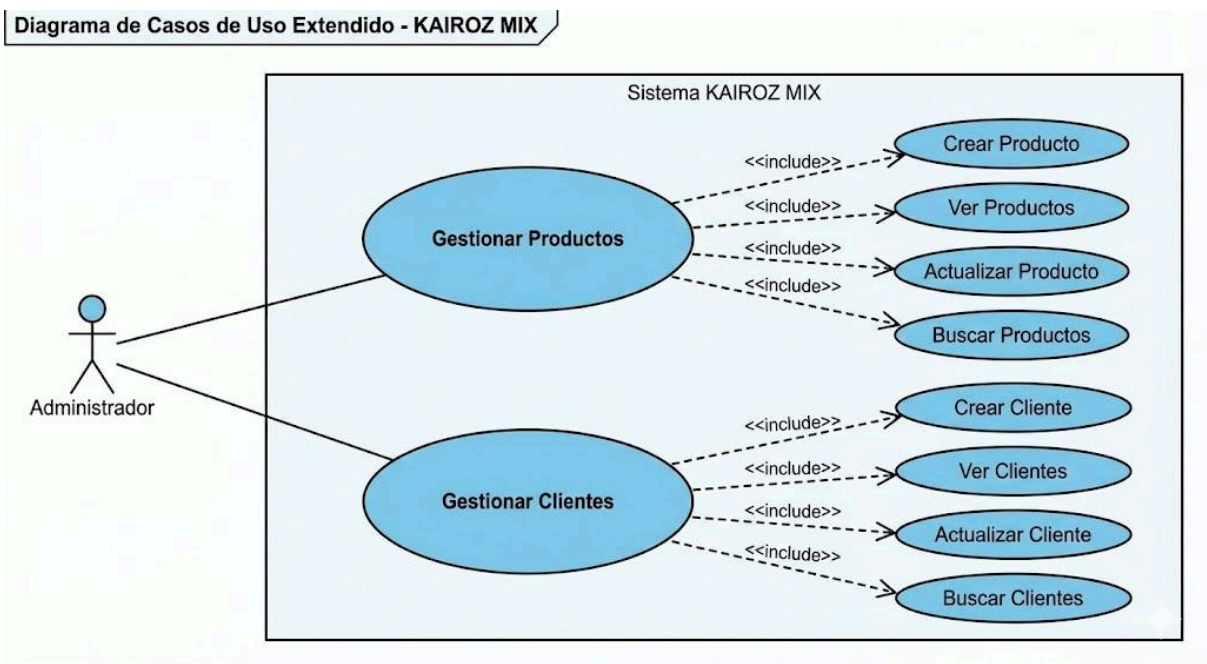 Diagrama de Casos de Uso Extendido - KAIROZ MIX
Sistema KAIROZ MIX
Administrador
Gestionar Productos
<<include>>
Crear Producto
<<include>>
Ver Productos
<<include>>
Actualizar Producto
<<include>>
Buscar Productos
Gestionar Clientes
<<include>>
Crear Cliente
<<include>>
Ver Clientes
<<include>>
Actualizar Cliente
<<include>>
Buscar Clientes